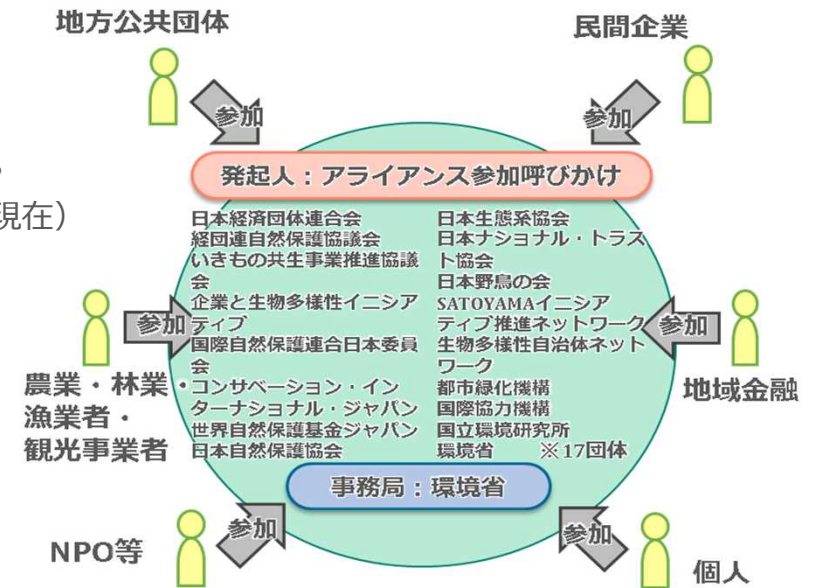 地方公共団体
民間企業
参加
参加
現在）
発起人：アライアンス参加呼びかけ
日本経済団体連合会
経団連自然保護協議会
いきもの共生事業推進協議
会
企業と生物多様性イニシア
ティブ
国際自然保護連合日本委員
会
コンサベーション・イン
ターナショナル・ジャパン
世界自然保護基金ジャパン
日本自然保護協会
日本生態系協会
日本ナショナル・トラス
ト協会
日本野鳥の会
SATOYAMAイニシア
ティブ推進ネットワーク
生物多様性自治体ネット
ワーク
都市緑化機構
国際協力機構
国立環境研究所
環境省　※17団体
参加
参加
農業・林業・
漁業者・
観光事業者
地域金融
事務局：環境省
参加
参加
NPO等
個人